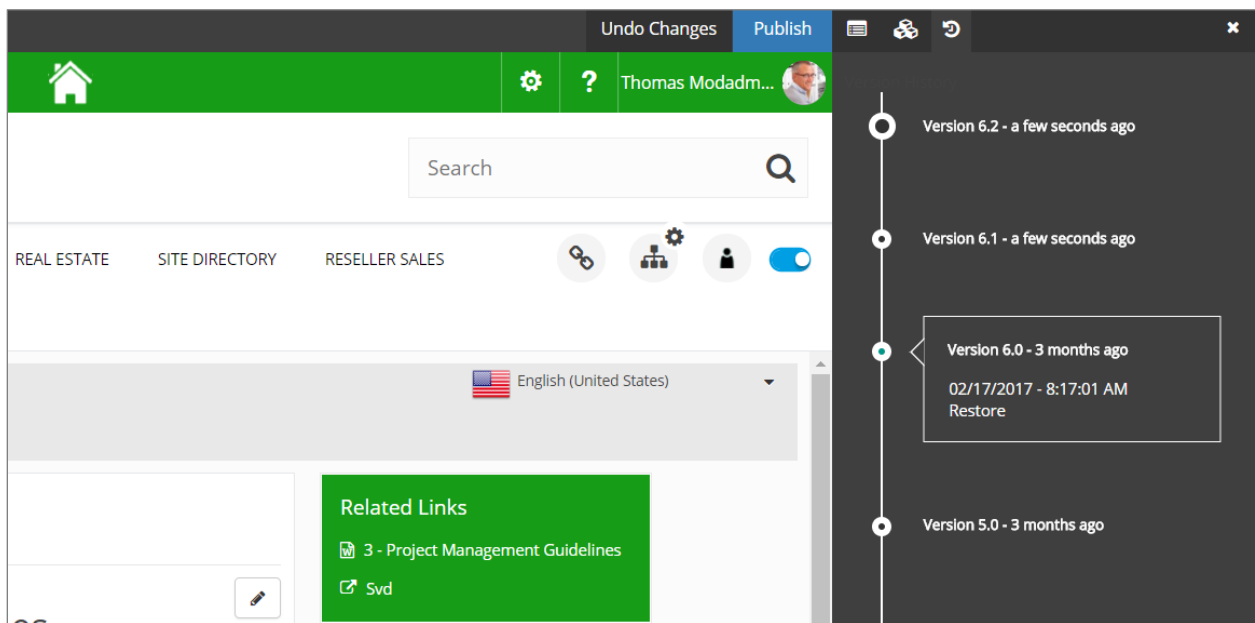 Undo Changes
Publish
?
Thomas Modadm...
Search
REAL ESTATE
SITE DIRECTORY
RESELLER SALES
English (United States)
Related Links
3 - Project Management Guidelines
Svd
Version 6.2 - a few seconds ago
Version 6.1 - a few seconds ago
Version 6.0 - 3 months ago
02/17/2017 - 8:17:01 AM
Restore
Version 5.0 - 3 months ago